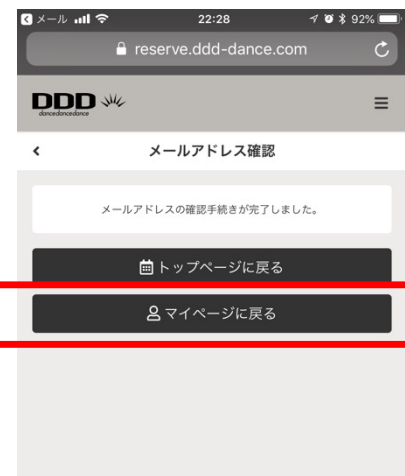 メール 22:28 92%
reserve.ddd-dance.com
DDD
dancedancedance
メールアドレス確認
メールアドレスの確認手続きが完了しました。
トップページに戻る
マイページに戻る